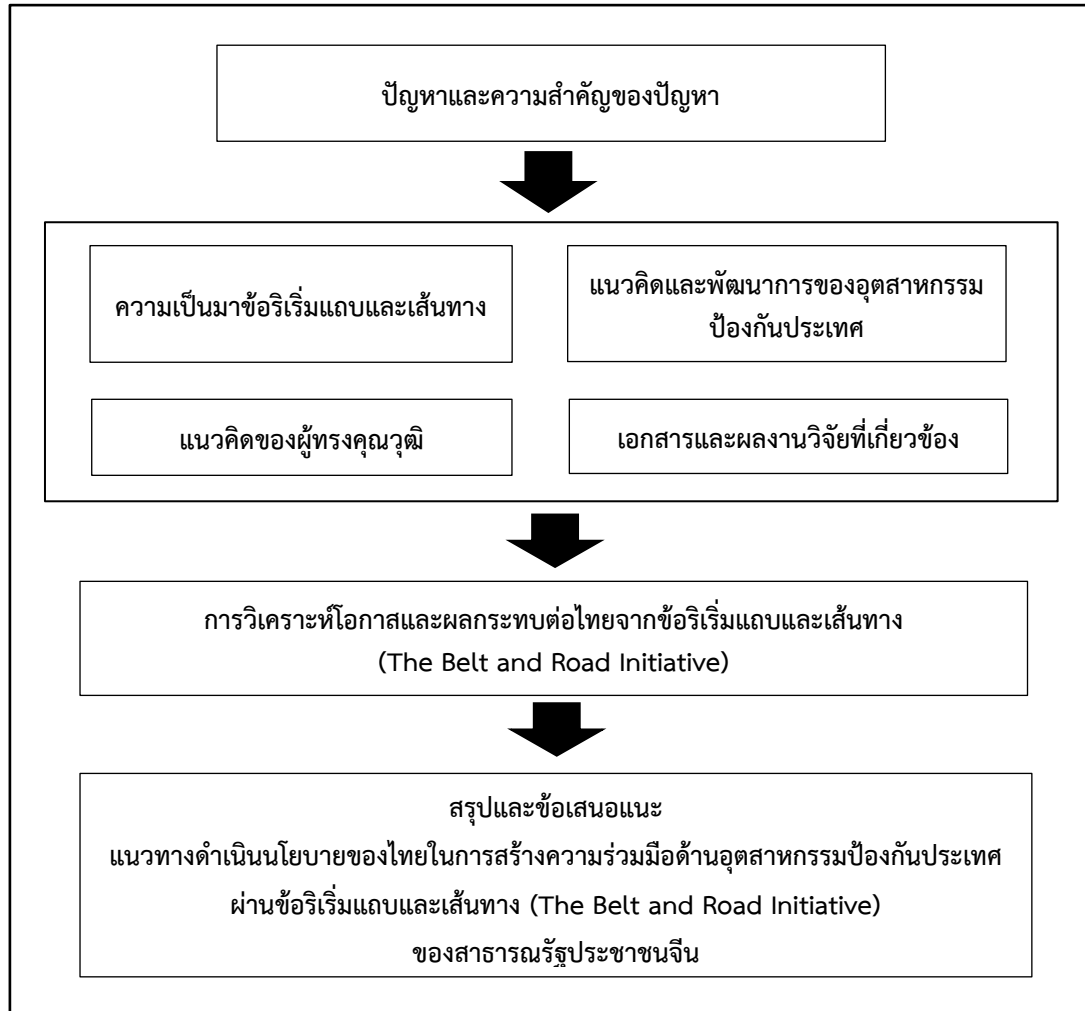 ปัญหาและความสำคัญของปัญหา
ความเป็นมาข้อริเริ่มแถบและเส้นทาง
แนวคิดและพัฒนาการของอุตสาหกรรม
ป้องกันประเทศ
แนวคิดของผู้ทรงคุณวุฒิ
เอกสารและผลงานวิจัยที่เกี่ยวข้อง
การวิเคราะห์โอกาสและผลกระทบต่อไทยจากข้อริเริ่มแถบและเส้นทาง
(The Belt and Road Initiative)
สรุปและข้อเสนอแนะ
แนวทางดำเนินนโยบายของไทยในการสร้างความร่วมมือด้านอุตสาหกรรมป้องกันประเทศ
ผ่านข้อริเริ่มแถบและเส้นทาง (The Belt and Road Initiative)
ของสาธารณรัฐประชาชนจีน